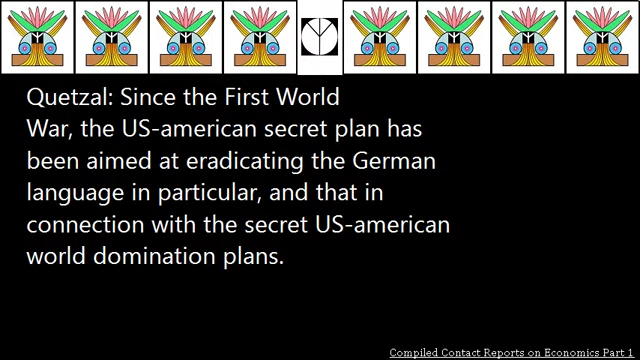 Quetzal: Since the First World
War, the US-american secret plan has
been aimed at eradicating the German
language in particular, and that in
connection with the secret US-american
world domination plans.
Compiled Contact Reports on Economics Part 1